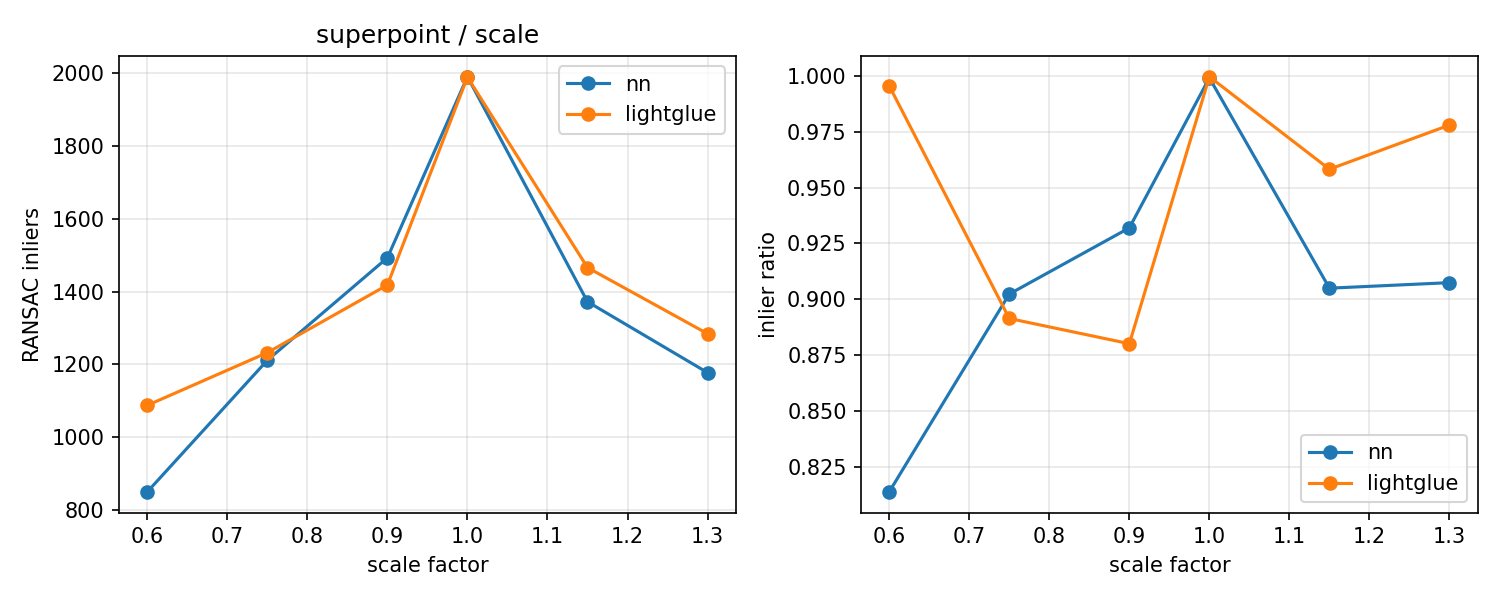 superpoint / scale
RANSAC inliers
2000
1800
1600
1400
1200
1000
800
nn
lightglue
0.6 0.7 0.8 0.9 1.0 1.1 1.2 1.3
scale factor
inlier ratio
1.000
0.975
0.950
0.925
0.900
0.875
0.850
0.825
nn
lightglue
0.6 0.7 0.8 0.9 1.0 1.1 1.2 1.3
scale factor